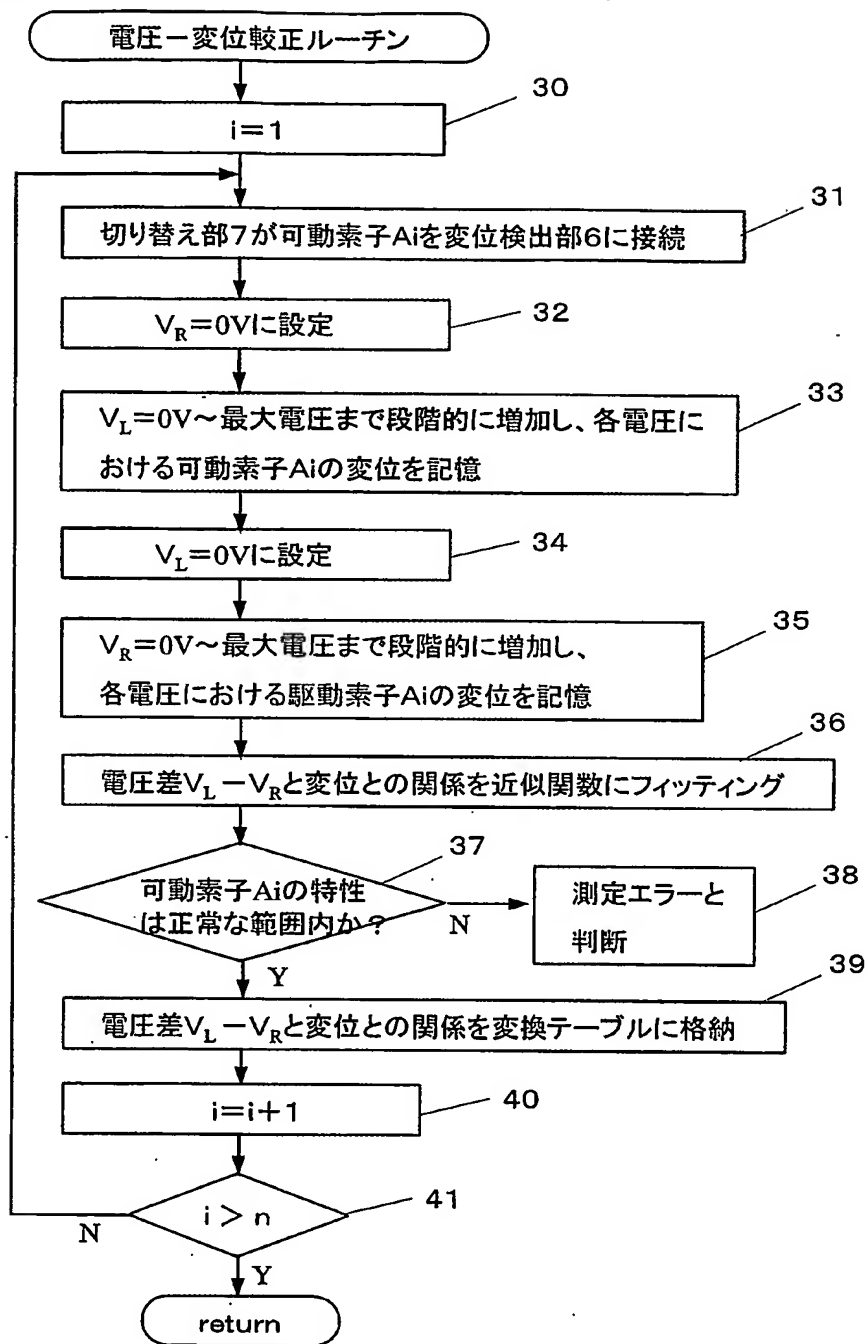 電圧－変位較正ルーチン
30
i＝1
31
切り替え部7が可動素子Aiを変位検出部6に接続
32
VR＝0Vに設定
33
VL＝0V～最大電圧まで段階的に増加し、各電圧に
おける可動素子Aiの変位を記憶
34
VL＝0Vに設定
35
VR＝0V～最大電圧まで段階的に増加し、
各電圧における駆動素子Aiの変位を記憶
36
電圧差VL－VRと変位との関係を近似関数にフィッティング
37
可動素子Aiの特性
は正常な範囲内か？
N
38
測定エラーと
判断
Y
39
電圧差VL－VRと変位との関係を変換テーブルに格納
40
i＝i＋1
41
i＞n
N
Y
return